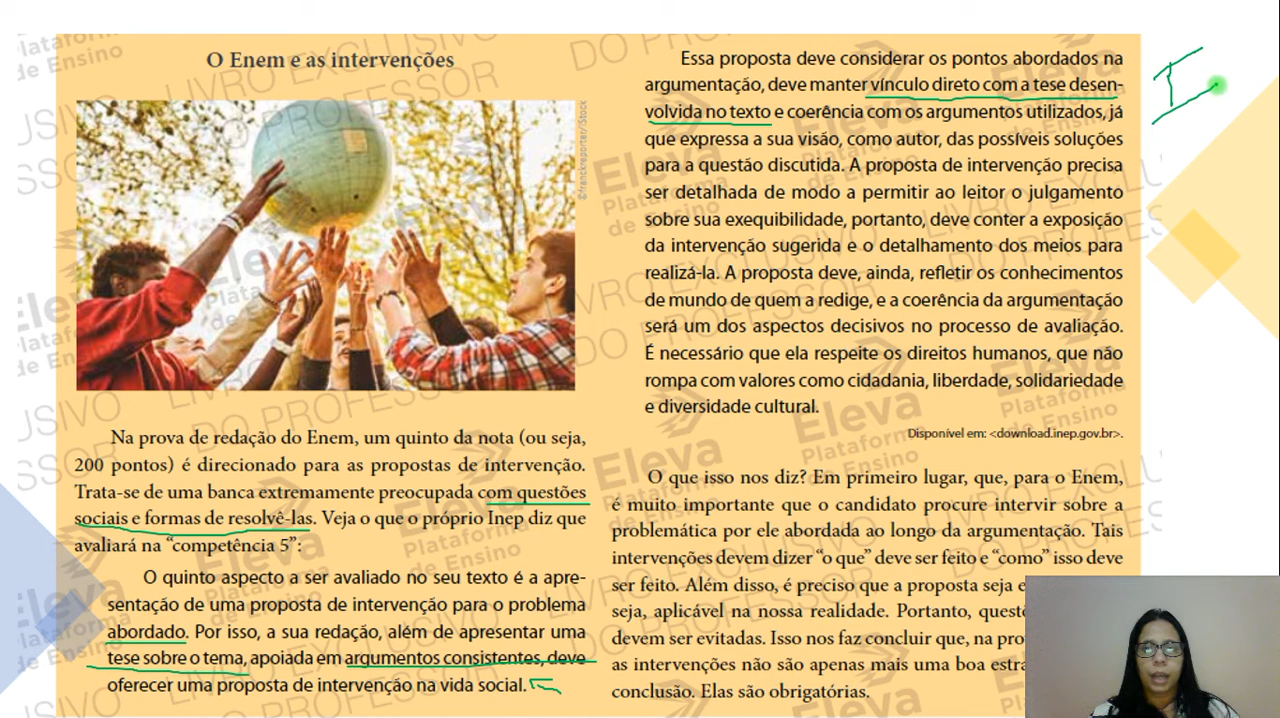 O Enem e as intervenções
©franckreporter/iStock
Na prova de redação do Enem, um quinto da nota (ou seja,
200 pontos) é direcionado para as propostas de intervenção.
Trata-se de uma banca extremamente preocupada com questões
sociais e formas de resolvê-las. Veja o que o próprio Inep diz que
avaliará na “competência 5”:
O quinto aspecto a ser avaliado no seu texto é a apre-
sentação de uma proposta de intervenção para o problema
abordado. Por isso, a sua redação, além de apresentar uma
tese sobre o tema, apoiada em argumentos consistentes, deve
oferecer uma proposta de intervenção na vida social.
Essa proposta deve considerar os pontos abordados na
argumentação, deve manter vínculo direto com a tese desen-
volvida no texto e coerência com os argumentos utilizados, já
que expressa a sua visão, como autor, das possíveis soluções
para a questão discutida. A proposta de intervenção precisa
ser detalhada de modo a permitir ao leitor o julgamento
sobre sua exequibilidade, portanto, deve conter a exposição
da intervenção sugerida e o detalhamento dos meios para
realizá-la. A proposta deve, ainda, refletir os conhecimentos
de mundo de quem a redige, e a coerência da argumentação
será um dos aspectos decisivos no processo de avaliação.
É necessário que ela respeite os direitos humanos, que não
rompa com valores como cidadania, liberdade, solidariedade
e diversidade cultural.
Disponível em: <download.inep.gov.br>.
O que isso nos diz? Em primeiro lugar, que, para o Enem,
é muito importante que o candidato procure intervir sobre a
problemática por ele abordada ao longo da argumentação. Tais
intervenções devem dizer “o que” deve ser feito e “como” isso deve
ser feito. Além disso, é preciso que a proposta seja
seja, aplicável na nossa realidade. Portanto,
devem ser evitadas. Isso nos faz concluir que, na
as intervenções não são apenas mais uma boa
conclusão. Elas são obrigatórias.
I
LIVRO EXCLUSIVO
DO PROFESSOR
Eleva
Plataforma
de Ensino